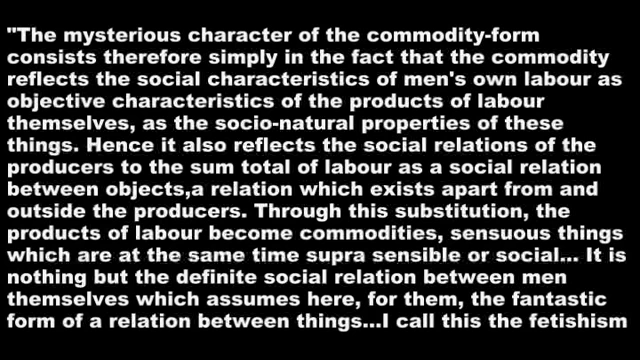 "The mysterious character of the commodity-form
consists therefore simply in the fact that the commodity
reflects the social characteristics of men's own labour as
objective characteristics of the products of labour
themselves, as the socio-natural properties of these
things. Hence it also reflects the social relations of the
producers to the sum total of labour as a social relation
between objects,a relation which exists apart from and
outside the producers. Through this substitution, the
products of labour become commodities, sensuous things
which are at the same time supra sensible or social... It is
nothing but the definite social relation between men
themselves which assumes here, for them, the fantastic
form of a relation between things...I call this the fetishism